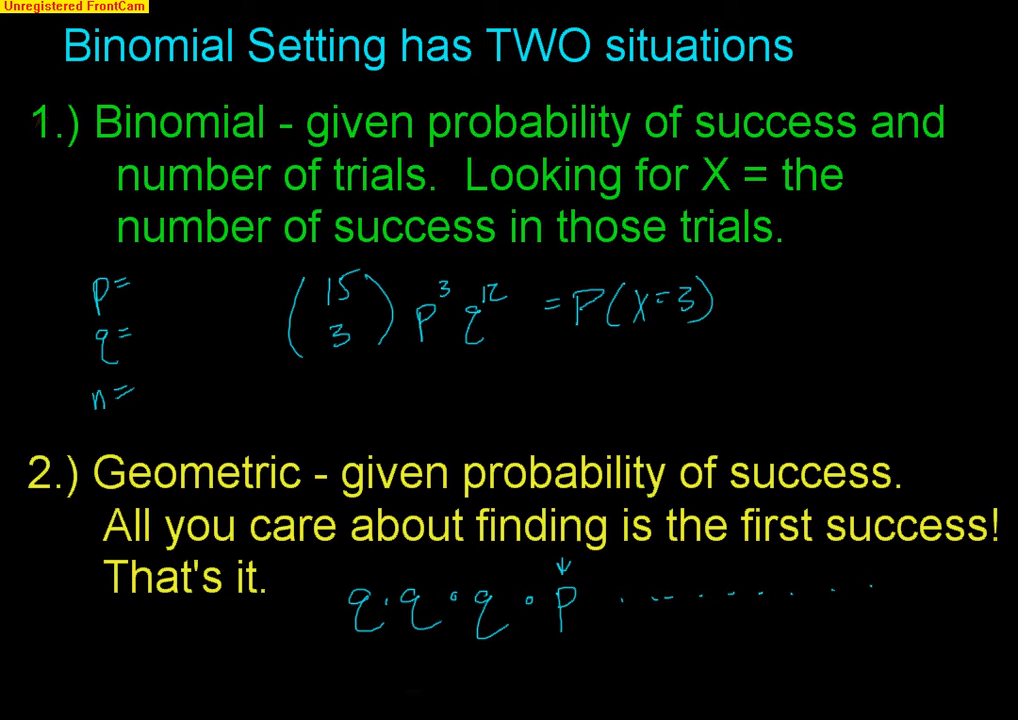 Unregistered FrontCam
Binomial Setting has TWO situations
1.) Binomial - given probability of success and
number of trials. Looking for X = the
number of success in those trials.
p=
q=
n=
(15 3) p^3 q^12 = P(X=3)
2.) Geometric - given probability of success.
All you care about finding is the first success!
That's it.
q · q · q · p . . . . . . . .